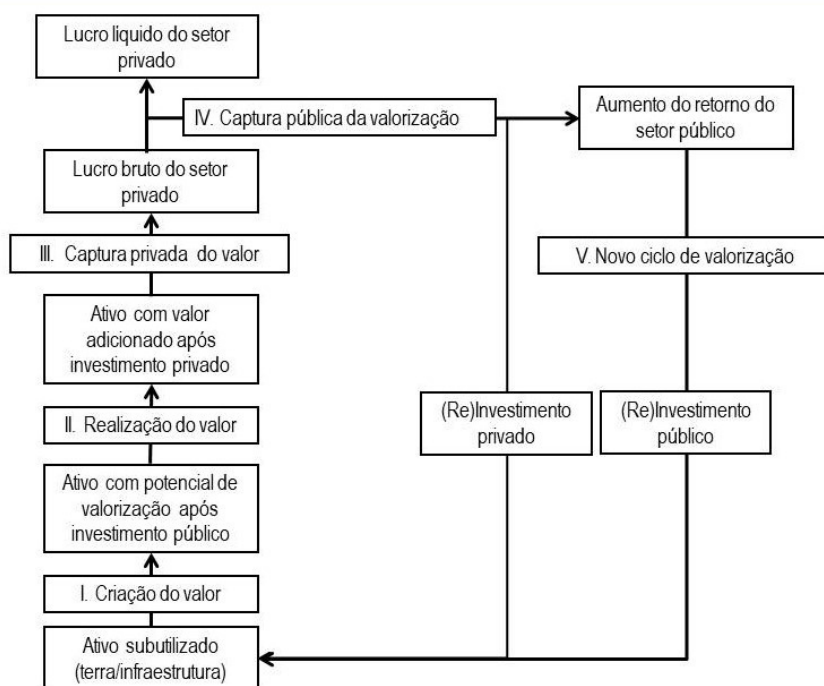 Lucro liquido do setor
privado
IV. Captura pública da valorização
Aumento do retorno do
setor público
Lucro bruto do setor
privado
III. Captura privada do valor
V. Novo ciclo de valorização
Ativo com valor
adicionado após
investimento privado
II. Realização do valor
(Re)Investimento
privado
(Re)Investimento
público
Ativo com potencial de
valorização após
investimento público
I. Criação do valor
Ativo subutilizado
(terra/infraestrutura)